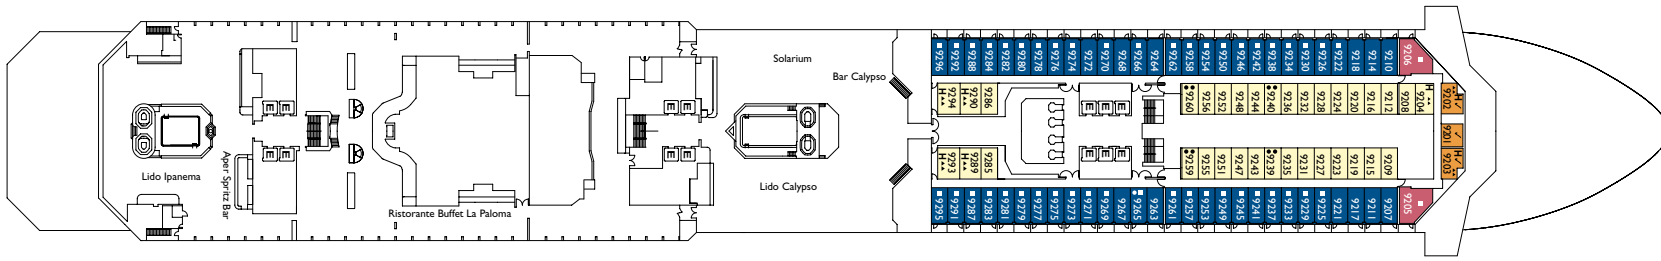 Lido Ipanema
Aper Spritz Bar
Ristorante Buffet La Paloma
Solarium
Bar Calypso
Lido Calypso
9296 9292 9288 9284 9282 9280 9278 9276 9274 9272 9270 9268 9266 9264 9262 9258 9254 9250 9246 9242 9238 9234 9230 9226 9222 9218 9214 9210 9206
H 9294 H 9290 9286
9260 9256 9252 9248 9244 9240 9236 9232 9228 9224 9220 9216 9212 9208 9204 H
9202 H
9201
9203 H
E E E E E E E E E E E E E E
H 9293 H 9289 9285
9259 9255 9251 9247 9243 9239 9235 9231 9227 9223 9219 9215 9209
9295 9291 9287 9283 9281 9279 9277 9275 9273 9271 9269 9267 9265 9263 9261 9257 9253 9249 9245 9241 9237 9233 9229 9225 9221 9217 9211 9207 9205